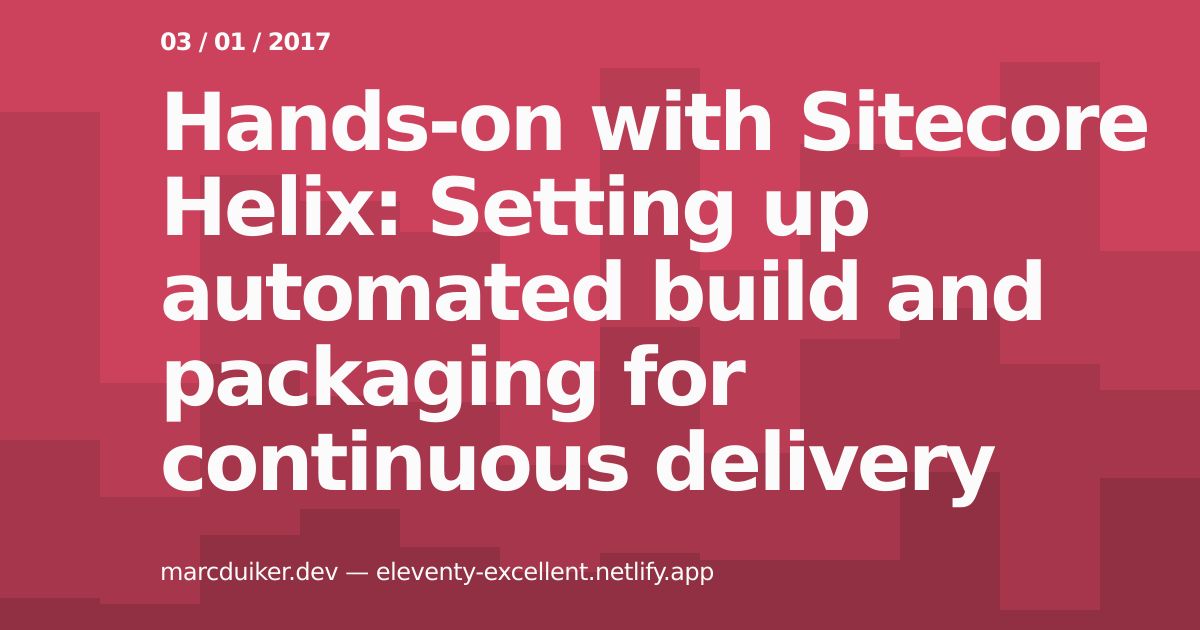 03 / 01 / 2017
Hands-on with Sitecore
Helix: Setting up
automated build and
packaging for
continuous delivery
marcduiker.dev — eleventy-excellent.netlify.app